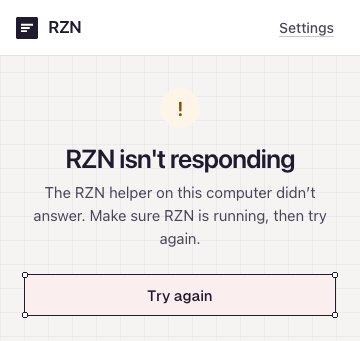 RZN
Settings
!
RZN isn't responding
The RZN helper on this computer didn’t
answer. Make sure RZN is running, then try
again.
Try again